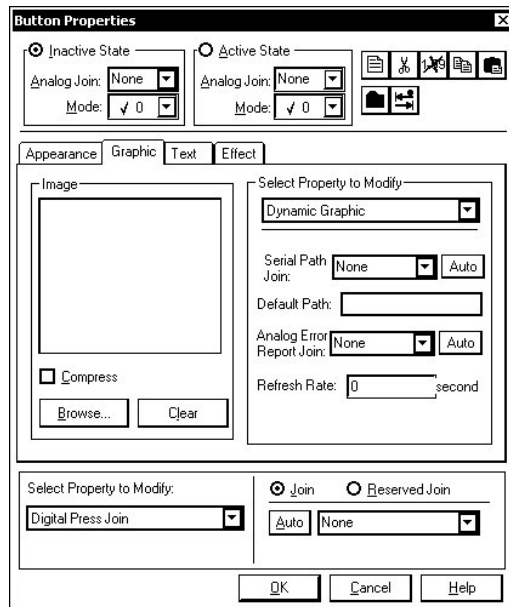 Button Properties
Inactive State
Active State
Analog Join: None
Analog Join: None
Mode: √ 0
Mode: √ 0
Appearance Graphic Text Effect
Image
Select Property to Modify
Dynamic Graphic
Serial Path Join: None Auto
Default Path:
Analog Error Report Join: None Auto
Refresh Rate: 0 second
Compress
Browse... Clear
Select Property to Modify:
Join Reserved Join
Digital Press Join
Auto None
OK Cancel Help